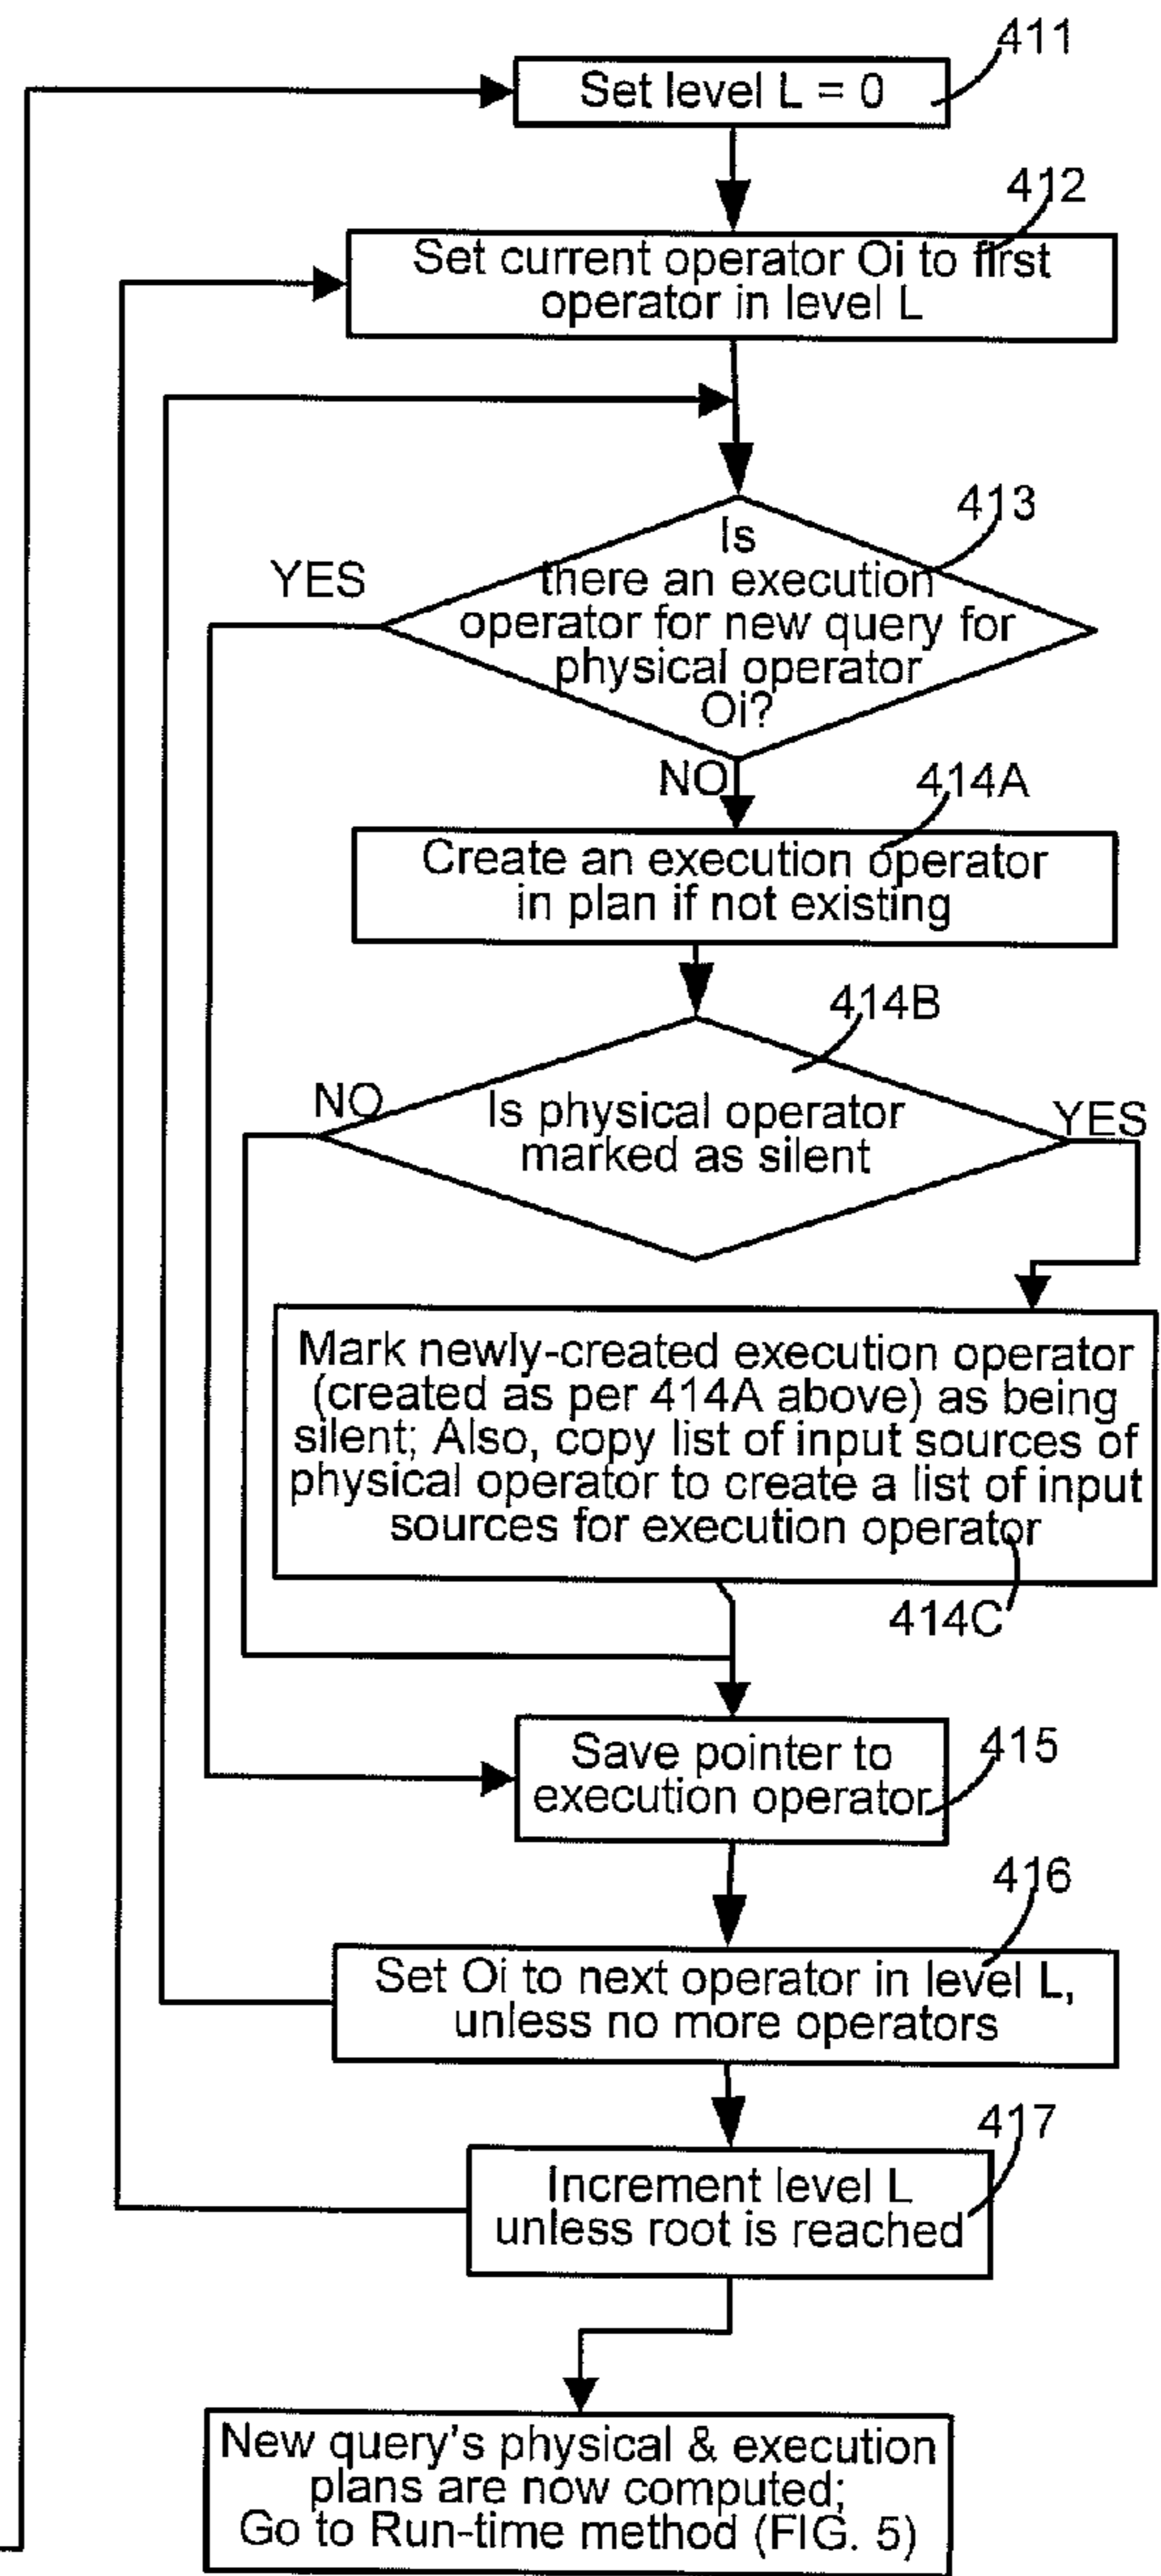 411
Set level L = 0
412
Set current operator Oi to first
operator in level L
413
Is
there an execution
operator for new query for
physical operator
Oi?
YES
NO
414A
Create an execution operator
in plan if not existing
414B
NO
Is physical operator
marked as silent
YES
Mark newly-created execution operator
(created as per 414A above) as being
silent; Also, copy list of input sources of
physical operator to create a list of input
sources for execution operator
414C
Save pointer to
execution operator
415
416
Set Oi to next operator in level L,
unless no more operators
417
Increment level L
unless root is reached
New query's physical & execution
plans are now computed;
Go to Run-time method (FIG. 5)